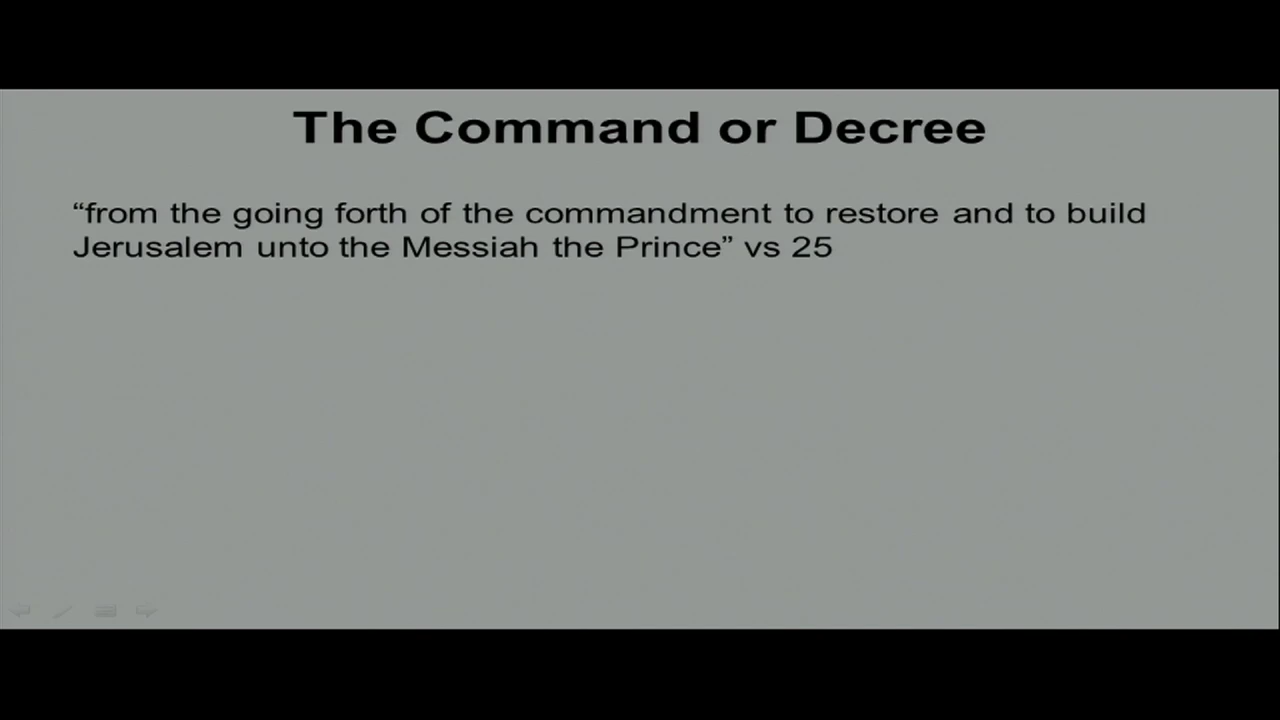 The Command or Decree
“from the going forth of the commandment to restore and to build
Jerusalem unto the Messiah the Prince” vs 25